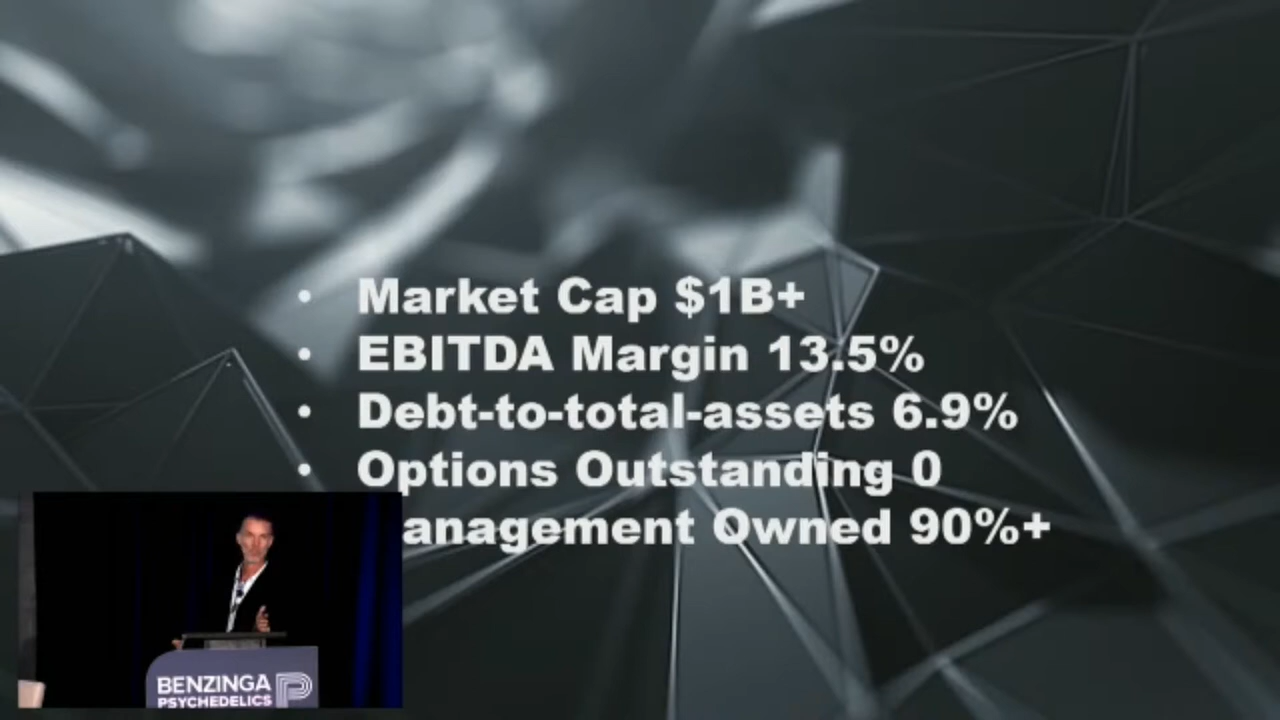 • Market Cap $1B+
• EBITDA Margin 13.5%
• Debt-to-total-assets 6.9%
• Options Outstanding 0
anagement Owned 90%+
BENZINGA
PSYCHEDELICS